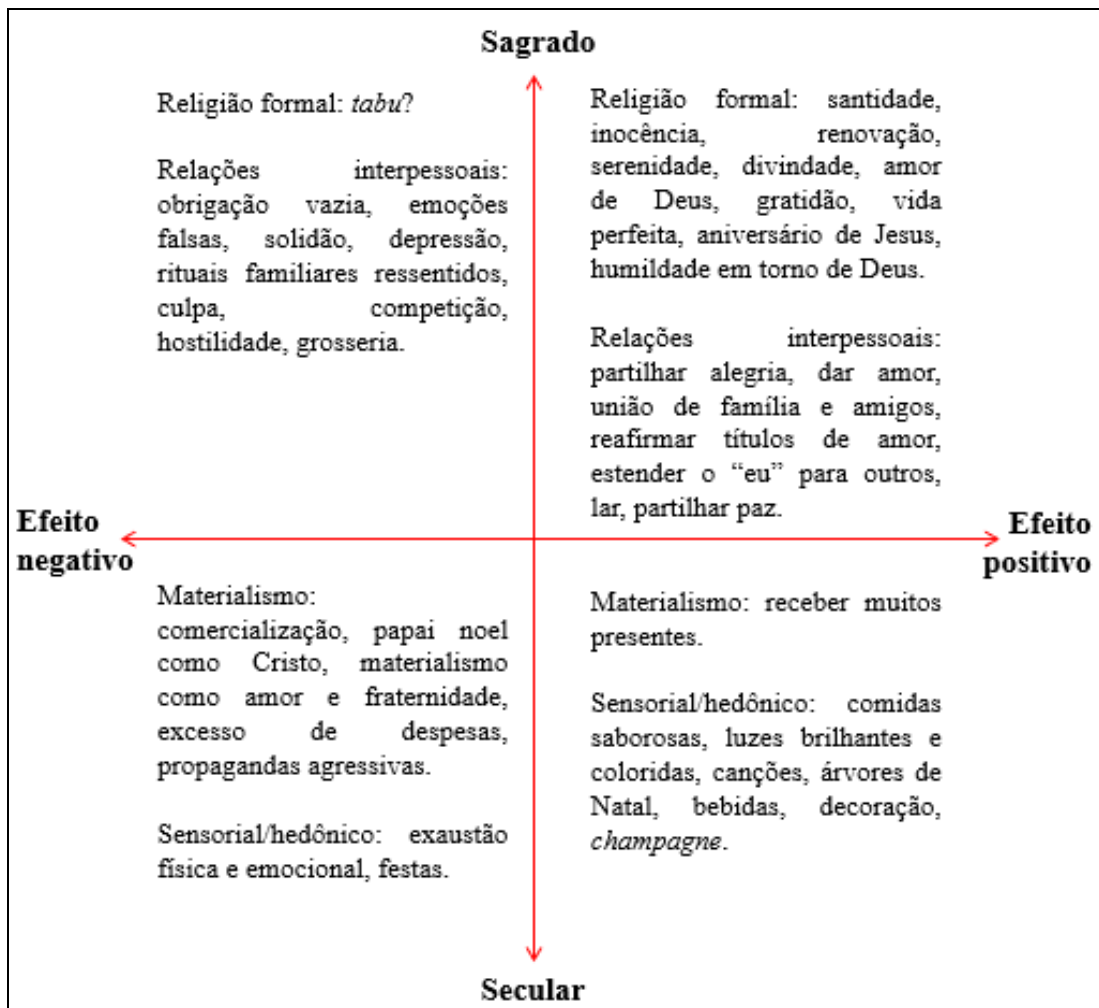 Sagrado
Religião formal: tabu?
Relações interpessoais:
obrigação vazia, emoções
falsas, solidão, depressão,
rituais familiares ressentidos,
culpa, competição,
hostilidade, grosseria.
Religião formal: santidade,
inocência, renovação,
serenidade, divindade, amor
de Deus, gratidão, vida
perfeita, aniversário de Jesus,
humildade em torno de Deus.
Relações interpessoais:
partilhar alegria, dar amor,
união de família e amigos,
reafirmar títulos de amor,
estender o “eu” para outros,
lar, partilhar paz.
Efeito
negativo
Efeito
positivo
Materialismo:
comercialização, papai noel
como Cristo, materialismo
como amor e fraternidade,
excesso de despesas,
propagandas agressivas.
Sensorial/hedônico: exaustão
física e emocional, festas.
Materialismo: receber muitos
presentes.
Sensorial/hedônico: comidas
saborosas, luzes brilhantes e
coloridas, canções, árvores de
Natal, bebidas, decoração,
champagne.
Secular